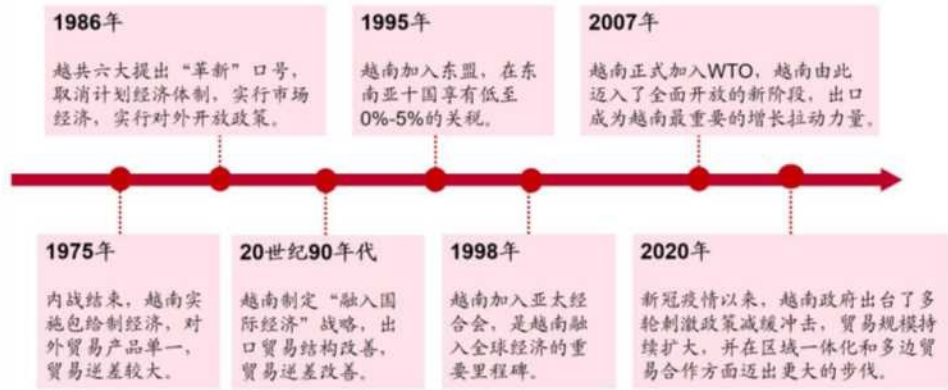 1986年
越共六大提出“革新”口号，
取消计划经济体制，实行市场
经济，实行对外开放政策。
1995年
越南加入东盟，在东
南亚十国享有低至
0%-5%的关税。
2007年
越南正式加入WTO，越南由此
迈入了全面开放的新阶段，出口
成为越南最重要的增长拉动力量。
1975年
内战结束，越南实
施包给制经济，对
外贸易产品单一，
贸易逆差较大。
20世纪90年代
越南制定“融入国
际经济”战略，出
口贸易结构改善，
贸易逆差改善。
1998年
越南加入亚太经
合会，是越南融
入全球经济的重
要里程碑。
2020年
新冠疫情以来，越南政府出台了多
轮刺激政策减缓冲击，贸易规模持
续扩大，并在区域一体化和多边贸
易合作方面迈出更大的步伐。